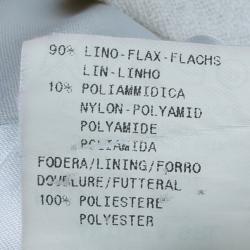 90% LINO-FLAX-FLACHS
LIN-LINHO
10% POLIAMMIDICA
NYLON-POLYAMID
POLYAMIDE
POLIAMIDA
FODERA/LINING/FORRO
DOUBLURE/FUTTERAL
100% POLIESTERE
POLYESTER